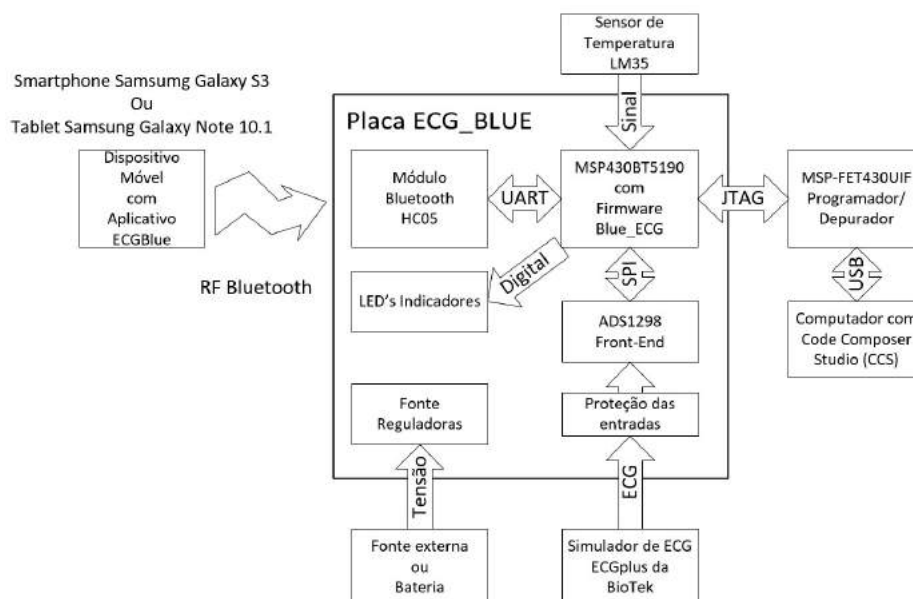 Sensor de
Temperatura
LM35
Sinal
Smartphone Samsumg Galaxy S3
Ou
Tablet Samsung Galaxy Note 10.1
Placa ECG_BLUE
Dispositivo
Móvel
com
Aplicativo
ECGBlue
RF Bluetooth
Módulo
Bluetooth
HC05
UART
MSP430BT5190
com
Firmware
Blue_ECG
JTAG
MSP-FET430UIF
Programador/
Depurador
Digital
SPI
USB
LED's Indicadores
ADS1298
Front-End
Computador com
Code Composer
Studio (CCS)
Fonte
Reguladoras
Proteção das
entradas
Tensão
ECG
Fonte externa
ou
Bateria
Simulador de ECG
ECGplus da
BioTek